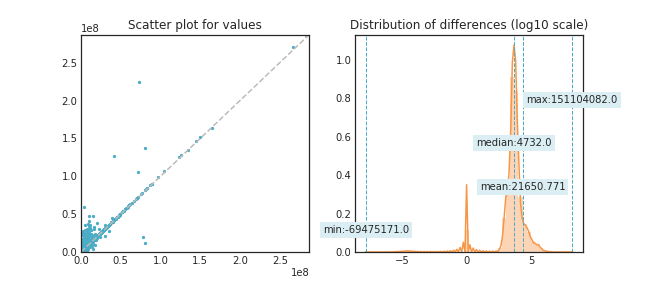 Scatter plot for values
1e8
2.5
2.0
1.5
1.0
0.5
0.0
0.0 0.5 1.0 1.5 2.0 2.5
1e8
Distribution of differences (log10 scale)
1.0
0.8
0.6
0.4
0.2
0.0
−5 0 5
max:151104082.0
median:4732.0
mean:21650.771
min:-69475171.0